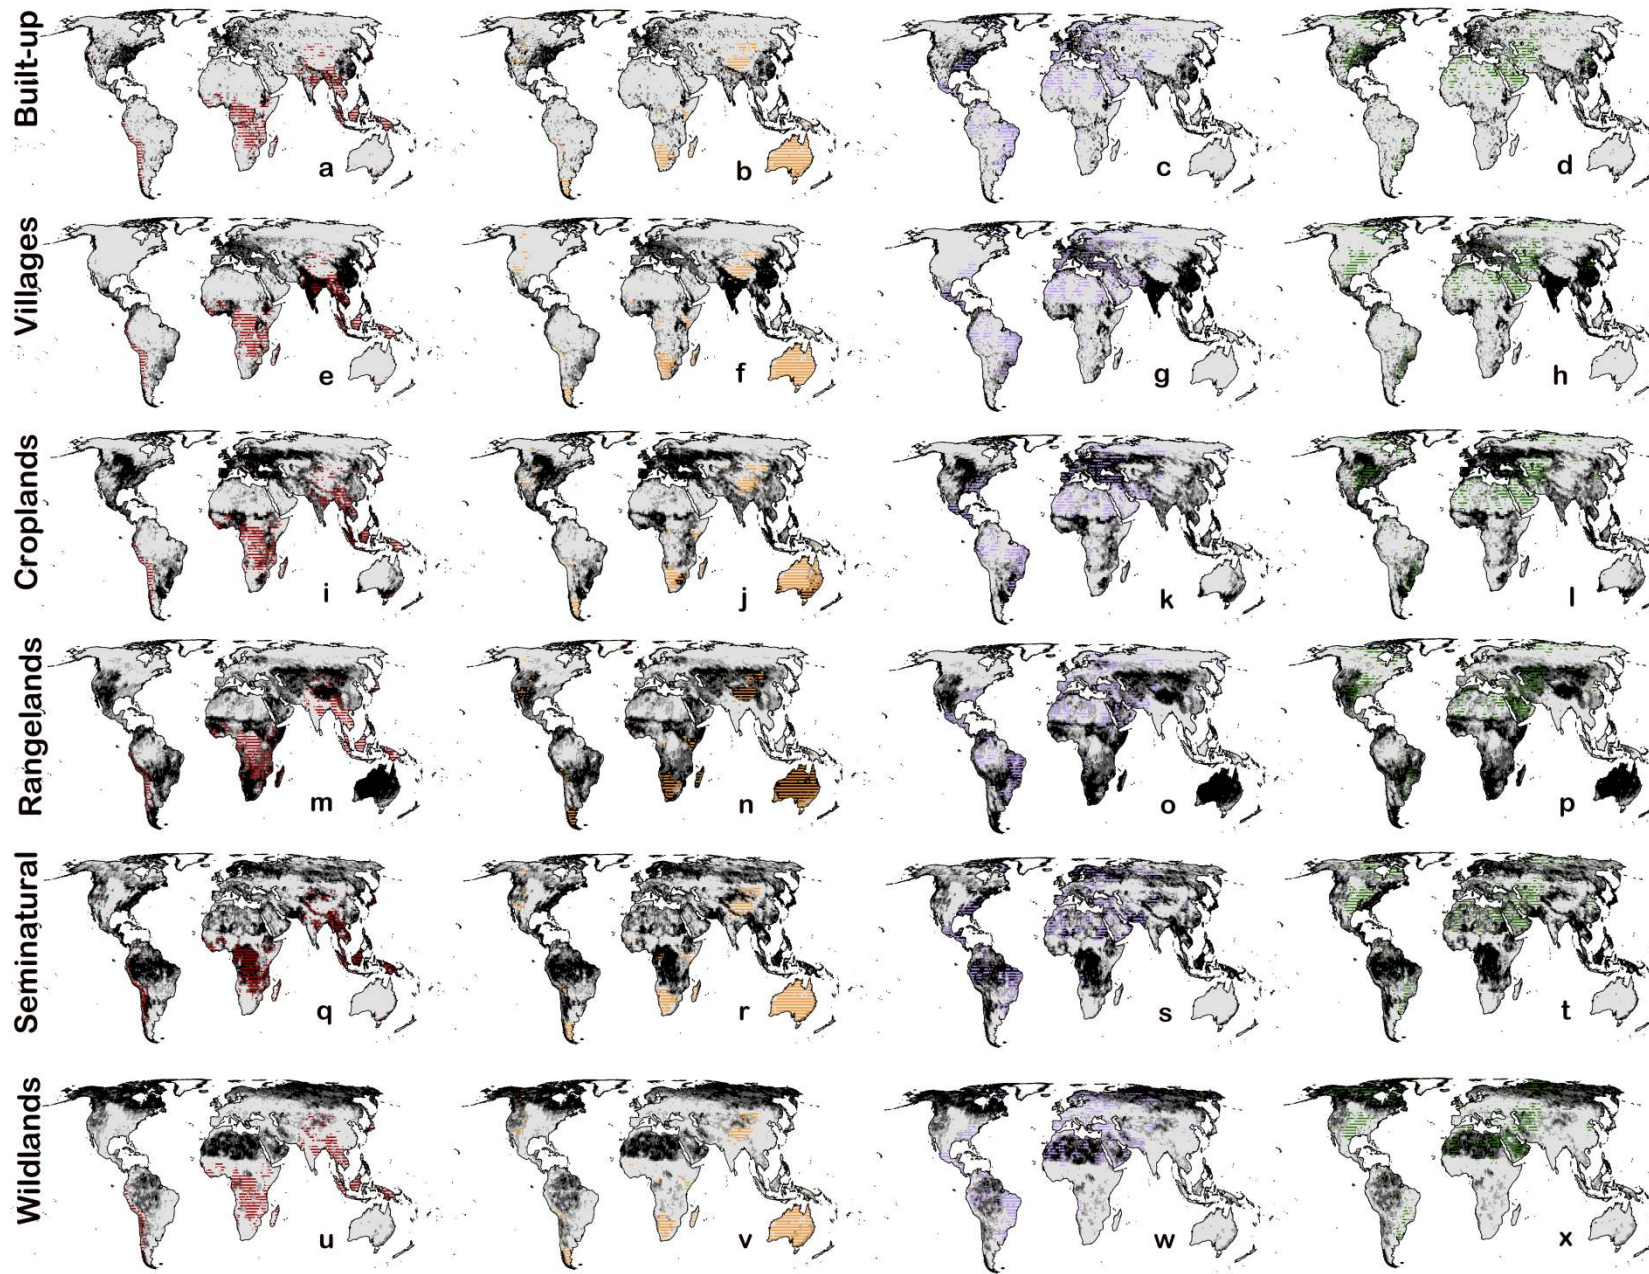 Built-up
a
b
c
d
Villages
e
f
g
h
Croplands
i
j
k
l
Rangelands
m
n
o
p
Seminatural
q
r
s
t
Wildlands
u
v
w
x